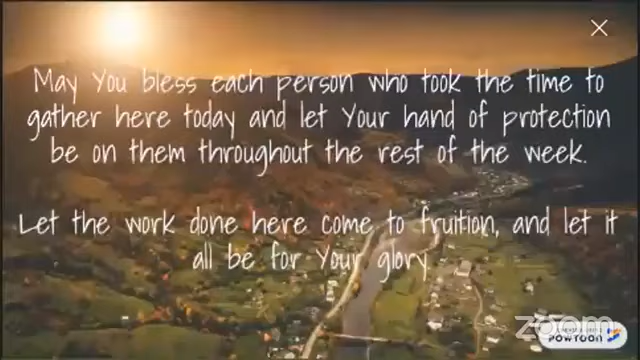 May You bless each person who took the time to
gather here today and let Your hand of protection
be on them throughout the rest of the week.
Let the work done here come to fruition, and let it
all be for Your glory
zoom
POWTOON